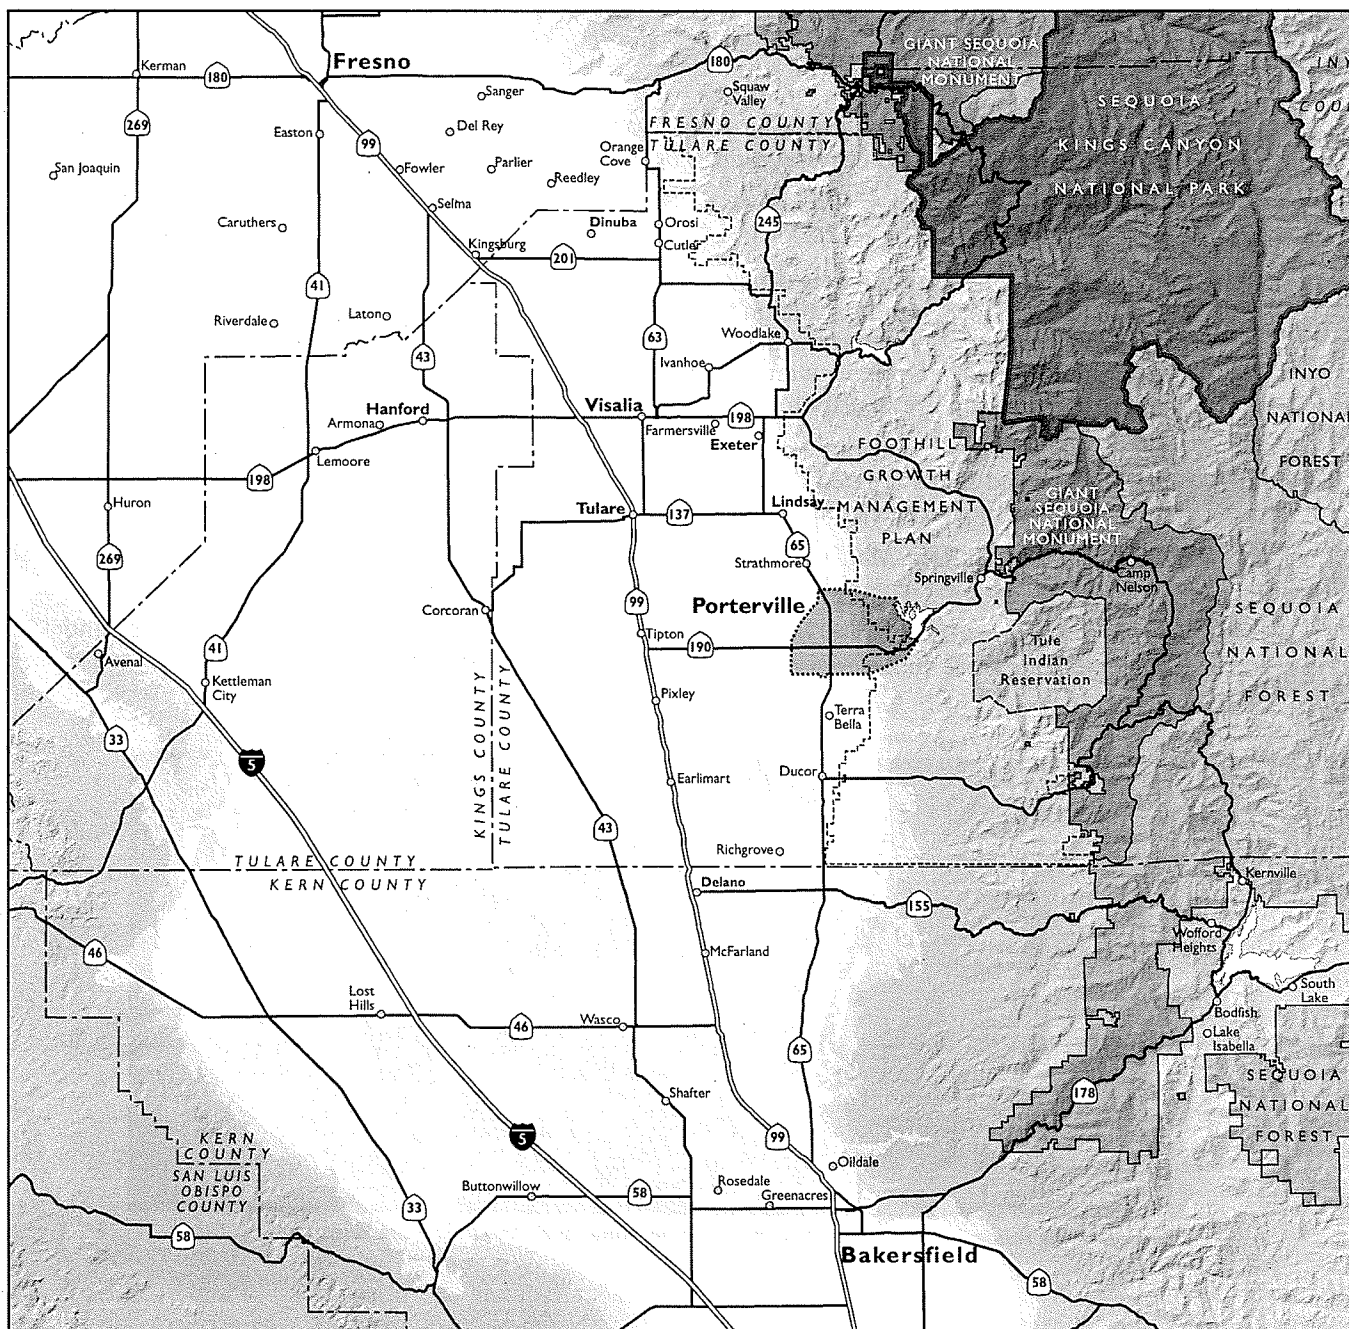 Fresno
GIANT SEQUOIA
NATIONAL
MONUMENT
INY
COU
Kerman
180
180
Sanger
Squaw
Valley
SEQUOIA
KINGS CANYON
NATIONAL PARK
269
Easton
99
Del Rey
FRESNO COUNTY
TULARE COUNTY
San Joaquin
Fowler
Parlier
Orange
Cove
Reedley
Selma
Caruthers
Dinuba
Orosi
245
Kingsburg
Cutler
201
41
Riverdale
Laton
43
63
Woodlake
Ivanhoe
INYO
NATIONAL
FOREST
Hanford
Armona
Visalia
198
Farmersville
Exeter
FOOTHILL
GROWTH
MANAGEMENT
PLAN
Lemoore
198
Huron
Tulare
137
Lindsay
GIANT
SEQUOIA
NATIONAL
MONUMENT
65
Strathmore
269
Springville
Camp
Nelson
Corcoran
99
Porterville
SEQUOIA
NATIONAL
FOREST
Tipton
190
Tule
Indian
Reservation
41
Avenal
Kettleman
City
KINGS COUNTY
TULARE COUNTY
Pixley
Terra
Bella
33
5
Earlimart
Ducor
43
Richgrove
TULARE COUNTY
KERN COUNTY
Delano
155
Kernville
Wofford
Heights
46
McFarland
Lost
Hills
46
Wasco
South
Lake
Bodfish
Lake
Isabella
65
SEQUOIA
NATIONAL
FOREST
Shafter
178
5
99
KERN
COUNTY
SAN LUIS
OBISPO
COUNTY
Oildale
Buttonwillow
58
Rosedale
Greenacres
33
58
Bakersfield
58